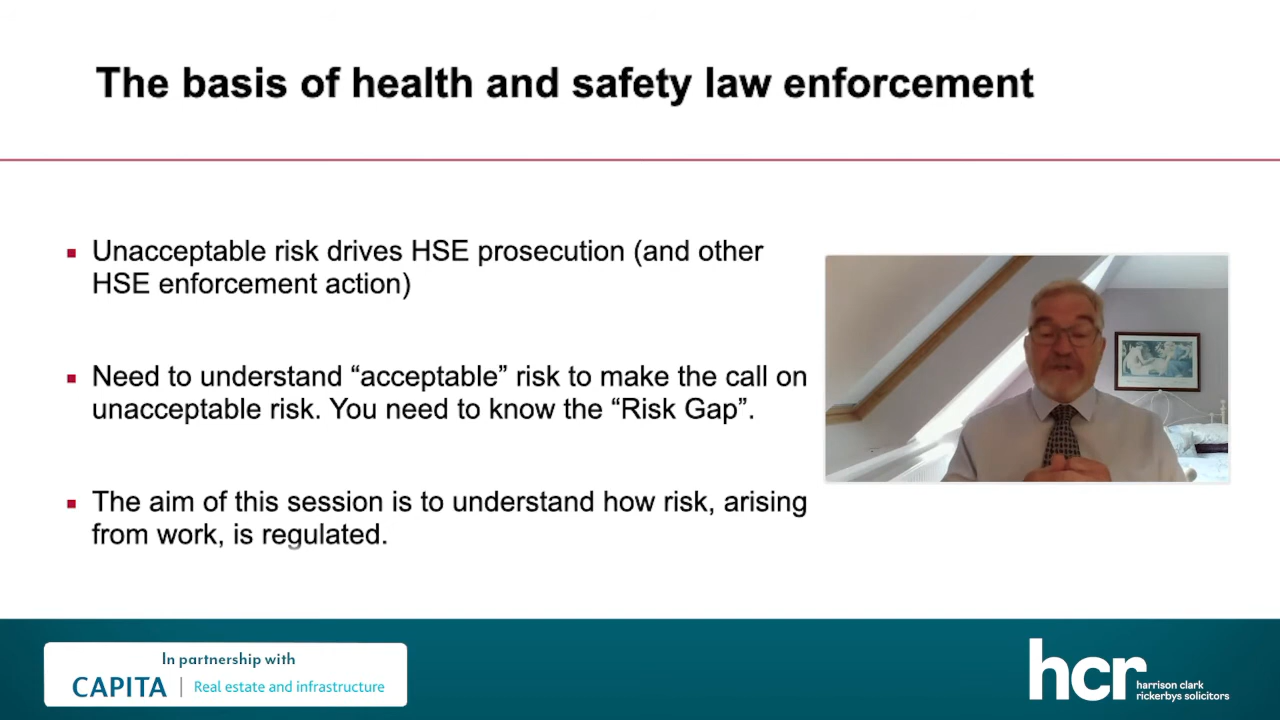 The basis of health and safety law enforcement
Unacceptable risk drives HSE prosecution (and other
HSE enforcement action)
Need to understand “acceptable” risk to make the call on
unacceptable risk. You need to know the “Risk Gap”.
The aim of this session is to understand how risk, arising
from work, is regulated.
In partnership with
CAPITA | Real estate and infrastructure
hcr harrison clark
rickerbys solicitors